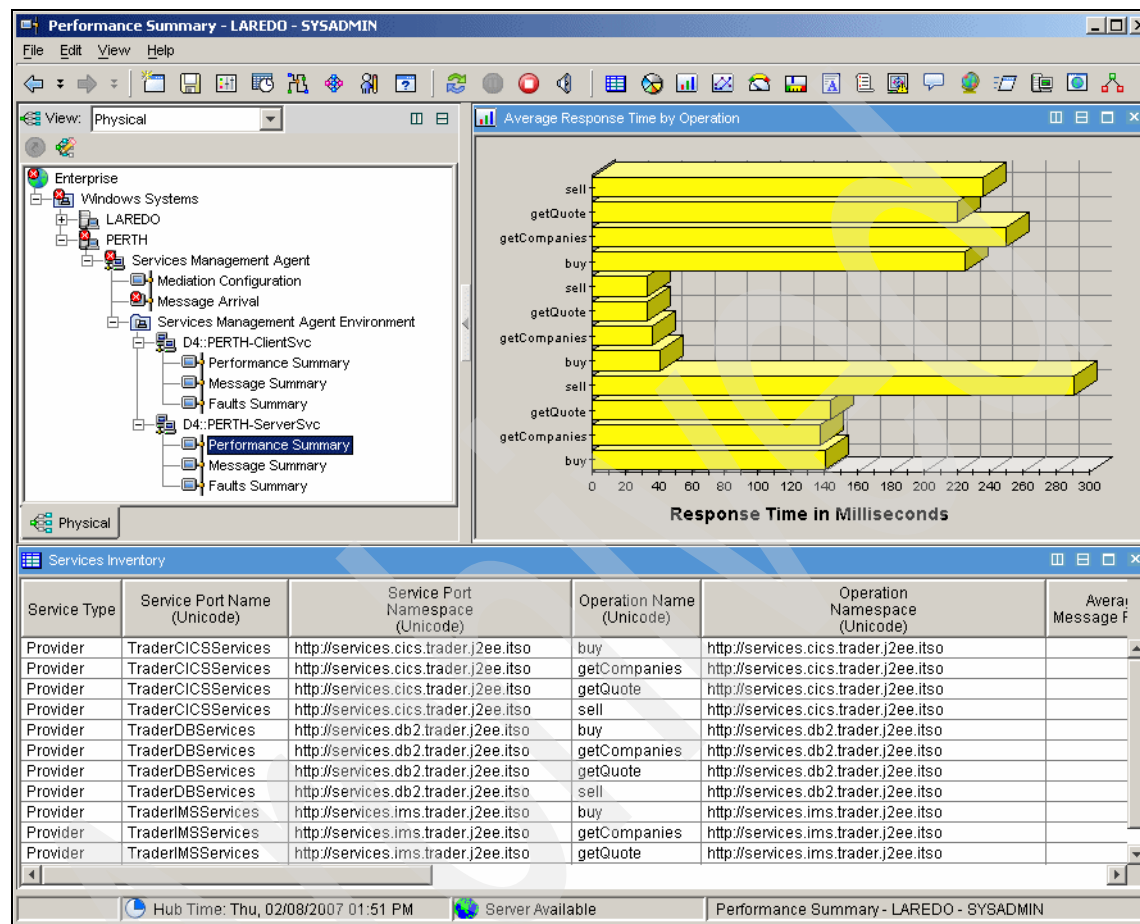 Performance Summary - LAREDO - SYSADMIN
File Edit View Help
View: Physical
Enterprise
Windows Systems
LAREDO
PERTH
Services Management Agent
Mediation Configuration
Message Arrival
Services Management Agent Environment
D4::PERTH-ClientSvc
Performance Summary
Message Summary
Faults Summary
D4::PERTH-ServerSvc
Performance Summary
Message Summary
Faults Summary
Physical
Average Response Time by Operation
sell
getQuote
getCompanies
buy
sell
getQuote
getCompanies
buy
sell
getQuote
getCompanies
buy
0 20 40 60 80 100 120 140 160 180 200 220 240 260 280 300
Response Time in Milliseconds
Services Inventory
Service Type Service Port Name (Unicode) Service Port Namespace (Unicode) Operation Name (Unicode) Operation Namespace (Unicode) Message
Provider TraderCICSServices http://services.cics.trader.j2ee.itso buy http://services.cics.trader.j2ee.itso
Provider TraderCICSServices http://services.cics.trader.j2ee.itso getCompanies http://services.cics.trader.j2ee.itso
Provider TraderCICSServices http://services.cics.trader.j2ee.itso getQuote http://services.cics.trader.j2ee.itso
Provider TraderCICSServices http://services.cics.trader.j2ee.itso sell http://services.cics.trader.j2ee.itso
Provider TraderDBServices http://services.db2.trader.j2ee.itso buy http://services.db2.trader.j2ee.itso
Provider TraderDBServices http://services.db2.trader.j2ee.itso getCompanies http://services.db2.trader.j2ee.itso
Provider TraderDBServices http://services.db2.trader.j2ee.itso getQuote http://services.db2.trader.j2ee.itso
Provider TraderDBServices http://services.db2.trader.j2ee.itso sell http://services.db2.trader.j2ee.itso
Provider TraderIMSServices http://services.ims.trader.j2ee.itso buy http://services.ims.trader.j2ee.itso
Provider TraderIMSServices http://services.ims.trader.j2ee.itso getCompanies http://services.ims.trader.j2ee.itso
Provider TraderIMSServices http://services.ims.trader.j2ee.itso getQuote http://services.ims.trader.j2ee.itso
Hub Time: Thu, 02/08/2007 01:51 PM Server Available Performance Summary - LAREDO - SYSADMIN